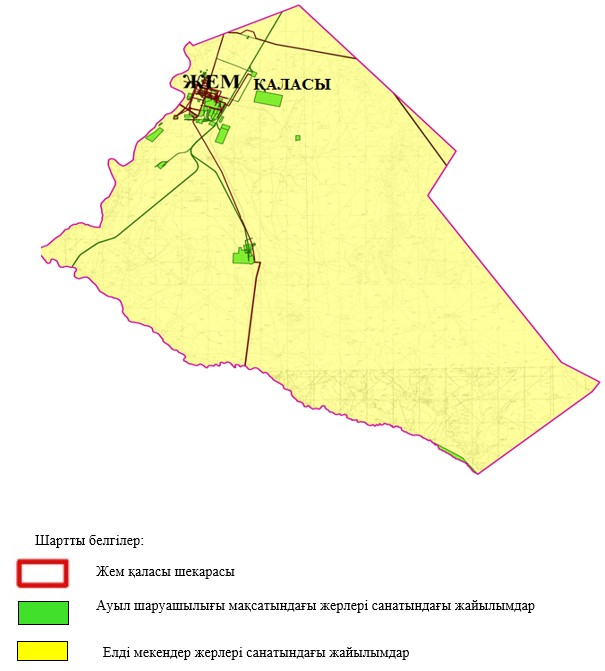 ЖЕМ ҚАЛАСЫ
Шартты белгілер:
Жем қаласы шекарасы
Ауыл шаруашылығы мақсатындағы жерлері санатындағы жайылымдар
Елді мекендер жерлері санатындағы жайылымдар